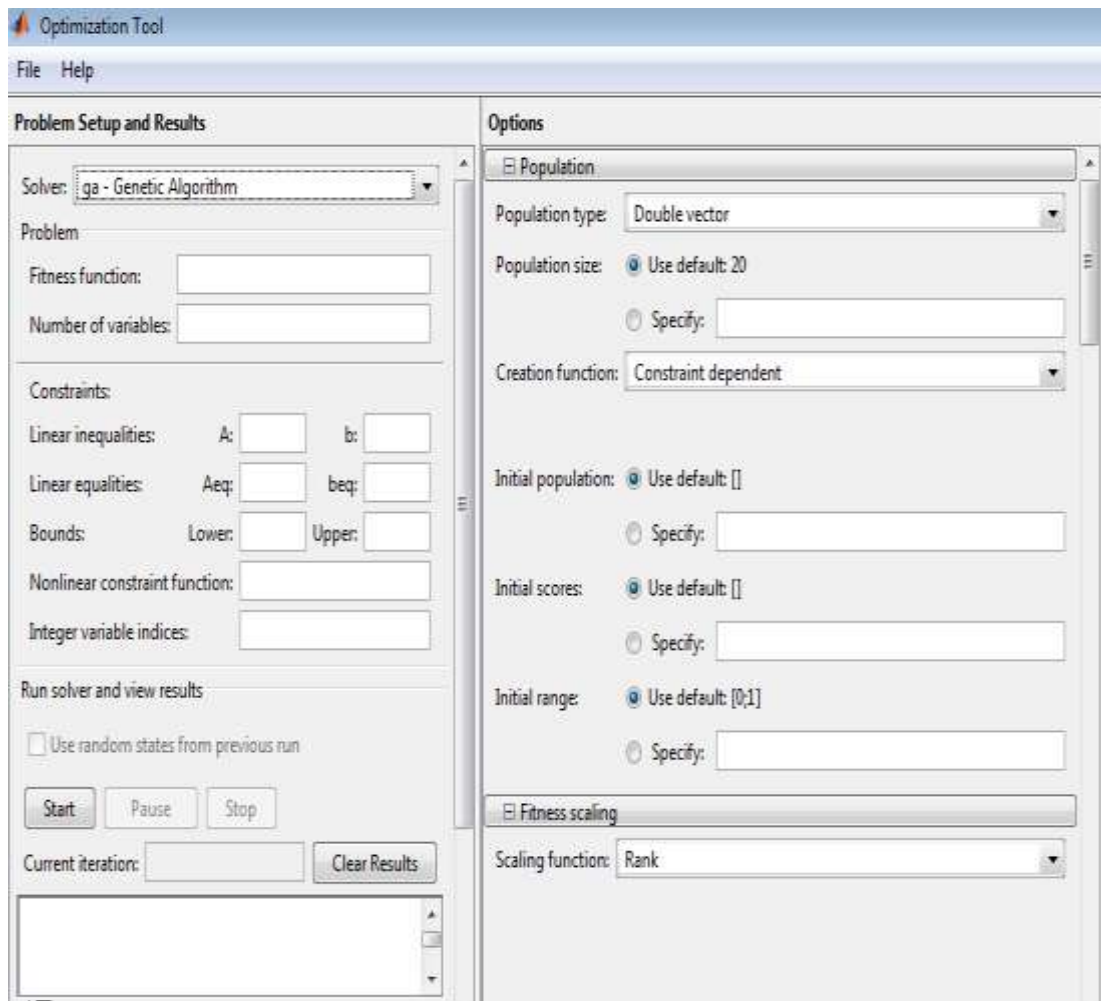 Optimization Tool
File Help
Problem Setup and Results
Solver: ga - Genetic Algorithm
Problem
Fitness function:
Number of variables:
Constraints:
Linear inequalities: A: b:
Linear equalities: Aeq: beq:
Bounds: Lower: Upper:
Nonlinear constraint function:
Integer variable indices:
Run solver and view results
Use random states from previous run
Start Pause Stop
Current iteration: Clear Results
Options
Population
Population type: Double vector
Population size: Use default: 20
Specify:
Creation function: Constraint dependent
Initial population: Use default: []
Specify:
Initial scores: Use default: []
Specify:
Initial range: Use default: [0;1]
Specify:
Fitness scaling
Scaling function: Rank